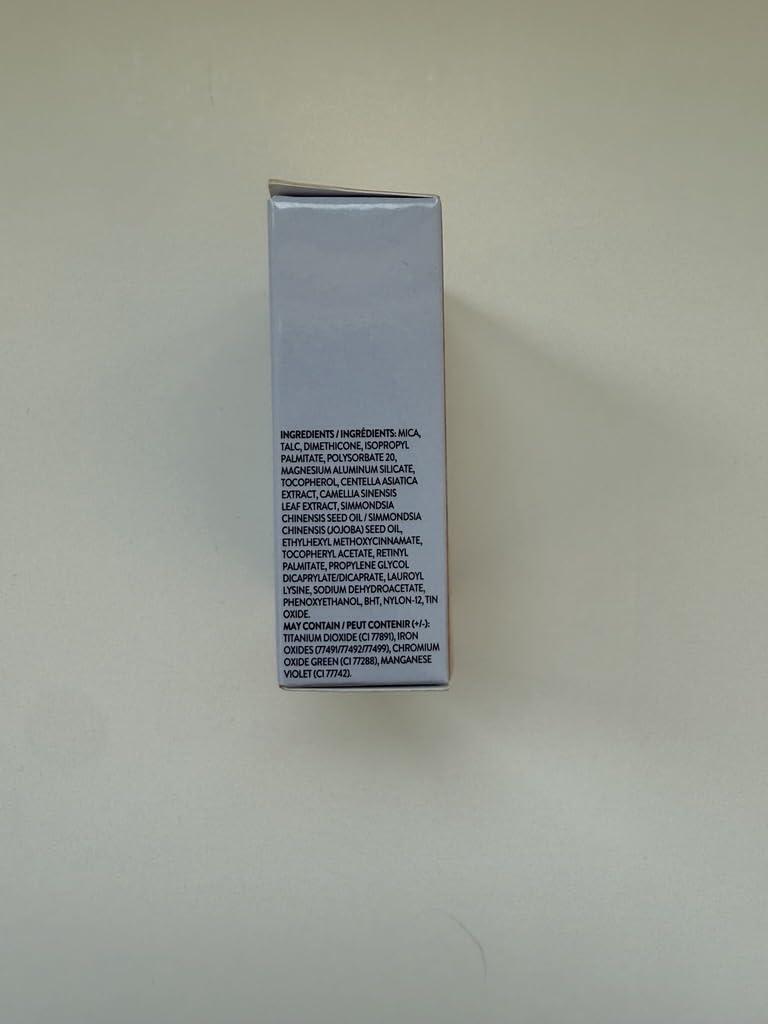 INGREDIENTS / INGRÉDIENTS: MICA,
TALC, DIMETHICONE, ISOPROPYL
PALMITATE, POLYSORBATE 20,
MAGNESIUM ALUMINUM SILICATE,
TOCOPHEROL, CENTELLA ASIATICA
EXTRACT, CAMELLIA SINENSIS
LEAF EXTRACT, SIMMONDSIA
CHINENSIS SEED OIL / SIMMONDSIA
CHINENSIS (JOJOBA) SEED OIL,
ETHYLHEXYL METHOXYCINNAMATE,
TOCOPHERYL ACETATE, RETINYL
PALMITATE, PROPYLENE GLYCOL
DICAPRYLATE/DICAPRATE, LAUROYL
LYSINE, SODIUM DEHYDROACETATE,
PHENOXYETHANOL, BHT, NYLON-12, TIN
OXIDE.
MAY CONTAIN / PEUT CONTENIR (+/-):
TITANIUM DIOXIDE (CI 77891), IRON
OXIDES (77491/77492/77499), CHROMIUM
OXIDE GREEN (CI 77288), MANGANESE
VIOLET (CI 77742).